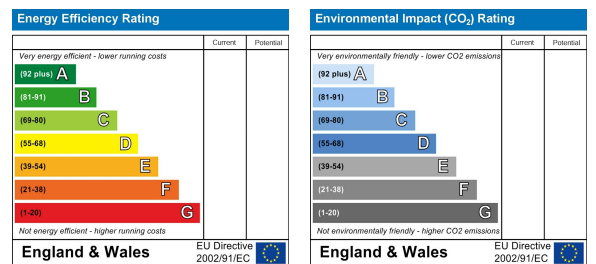 Energy Efficiency Rating
Current Potential
Very energy efficient - lower running costs
(92 plus) A
(81-91) B
(69-80) C
(55-68) D
(39-54) E
(21-38) F
(1-20) G
Not energy efficient - higher running costs
England & Wales
EU Directive
2002/91/EC
Environmental Impact (CO₂) Rating
Current Potential
Very environmentally friendly - lower CO2 emissions
(92 plus) A
(81-91) B
(69-80) C
(55-68) D
(39-54) E
(21-38) F
(1-20) G
Not environmentally friendly - higher CO2 emissions
England & Wales
EU Directive
2002/91/EC